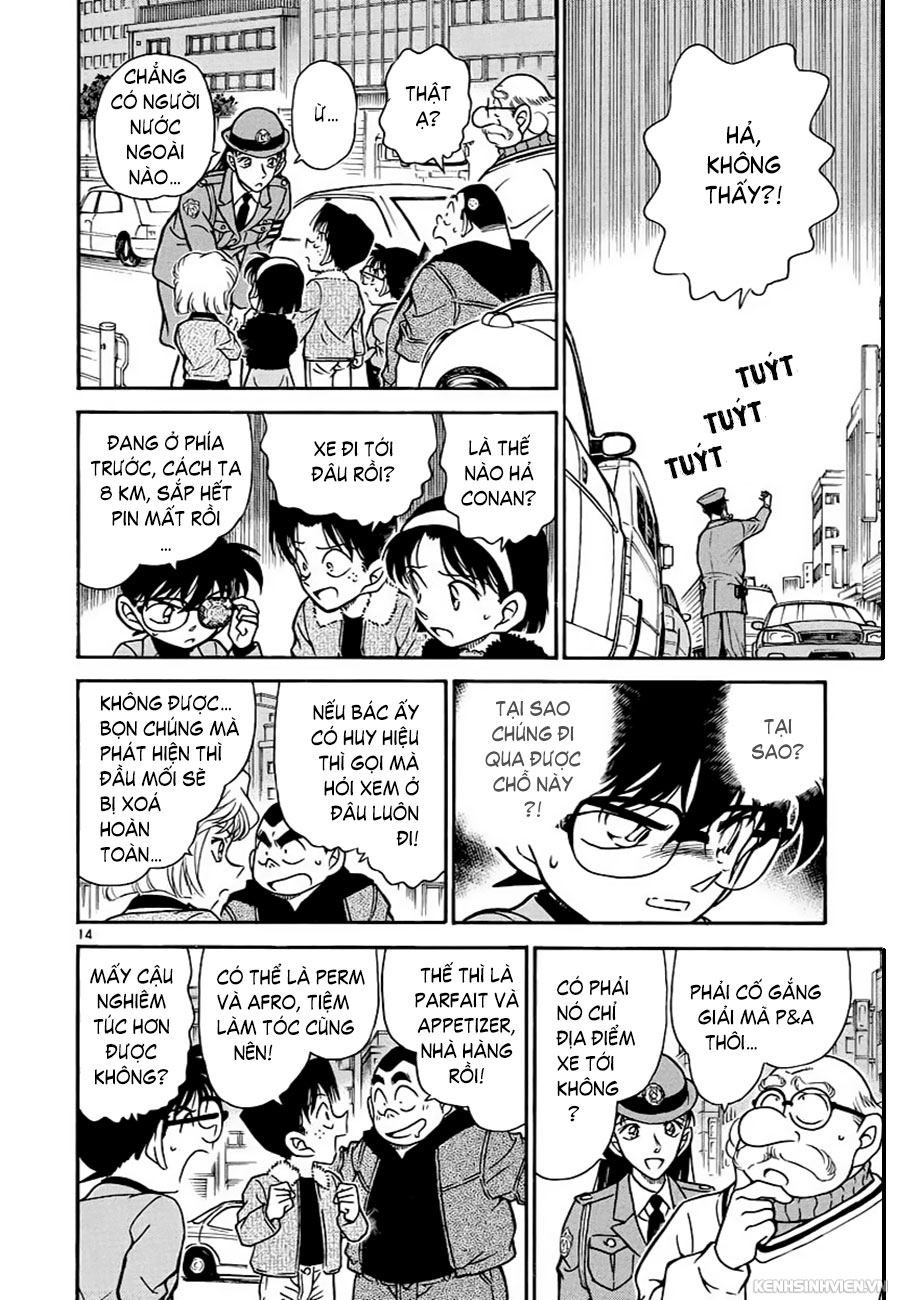 HẢ,
KHÔNG
THẤY?!
TUÝT
TUÝT
TUÝT
THẬT
Ạ?
Ừ...
CHẲNG
CÓ NGƯỜI
NƯỚC
NGOÀI
NÀO...
LÀ THẾ
NÀO HẢ
CONAN?
XE ĐI TỚI
ĐÂU RỒI?
ĐANG Ở PHÍA
TRƯỚC, CÁCH TA
8 KM, SẮP HẾT
PIN MẤT RỒI
...
TẠI
SAO?
TẠI SAO
CHÚNG ĐI
QUA ĐƯỢC
CHỖ NÀY
?!
NẾU BÁC ẤY
CÓ HUY HIỆU
THÌ GỌI MÀ
HỎI XEM Ở
ĐÂU LUÔN
ĐI!
KHÔNG ĐƯỢC...
BỌN CHÚNG MÀ
PHÁT HIỆN THÌ
ĐẦU MỐI SẼ
BỊ XOÁ
HOÀN
TOÀN...
14
PHẢI CỐ GẮNG
GIẢI MÃ P&A
THÔI...
CÓ PHẢI
NÓ CHỈ
ĐỊA ĐIỂM
XE TỚI
KHÔNG
?
THẾ THÌ LÀ
PARFAIT VÀ
APPETIZER,
NHÀ HÀNG
RỒI!
CÓ THỂ LÀ PERM
VÀ AFRO, TIỆM
LÀM TÓC CŨNG
NÊN!
MẤY CẬU
NGHIÊM
TÚC HƠN
ĐƯỢC
KHÔNG?
KENHSINHVIEN.VN